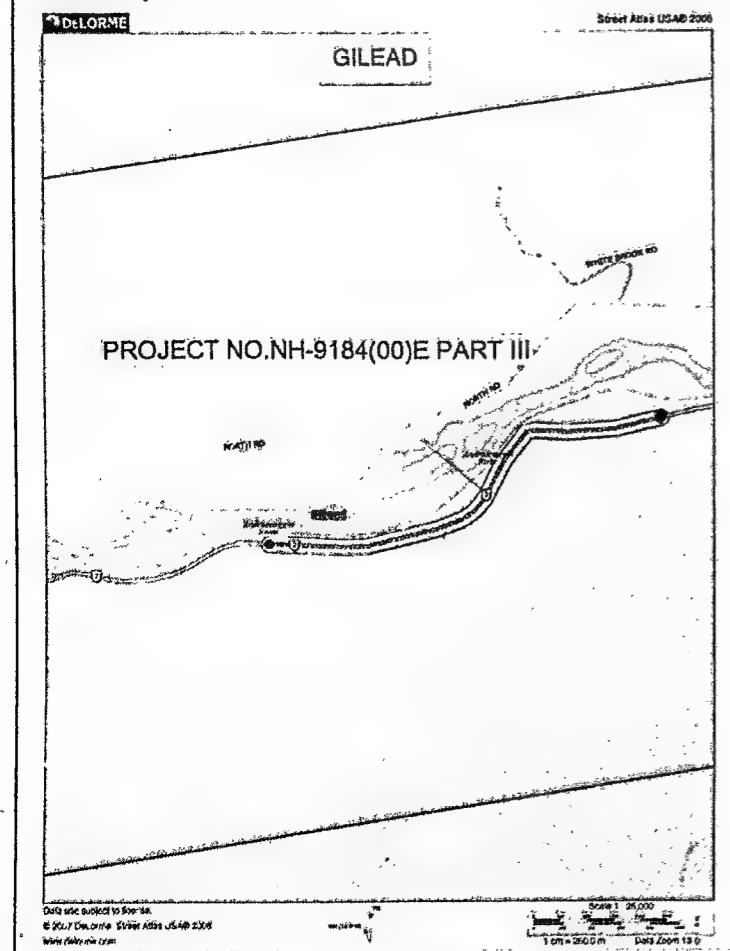 DELORME
Street Atlas USA® 2006
GILEAD
WHITE BROOK RD
PROJECT NO.NH-9184(00)E PART III
NORTH RD
NORTH RD
Data use subject to license.
© 2007 DeLorme. Street Atlas USA® 2006
www.delorme.com
Scale 1 : 25,000
1 cm = 250.0 m
Data Zoom 13-0